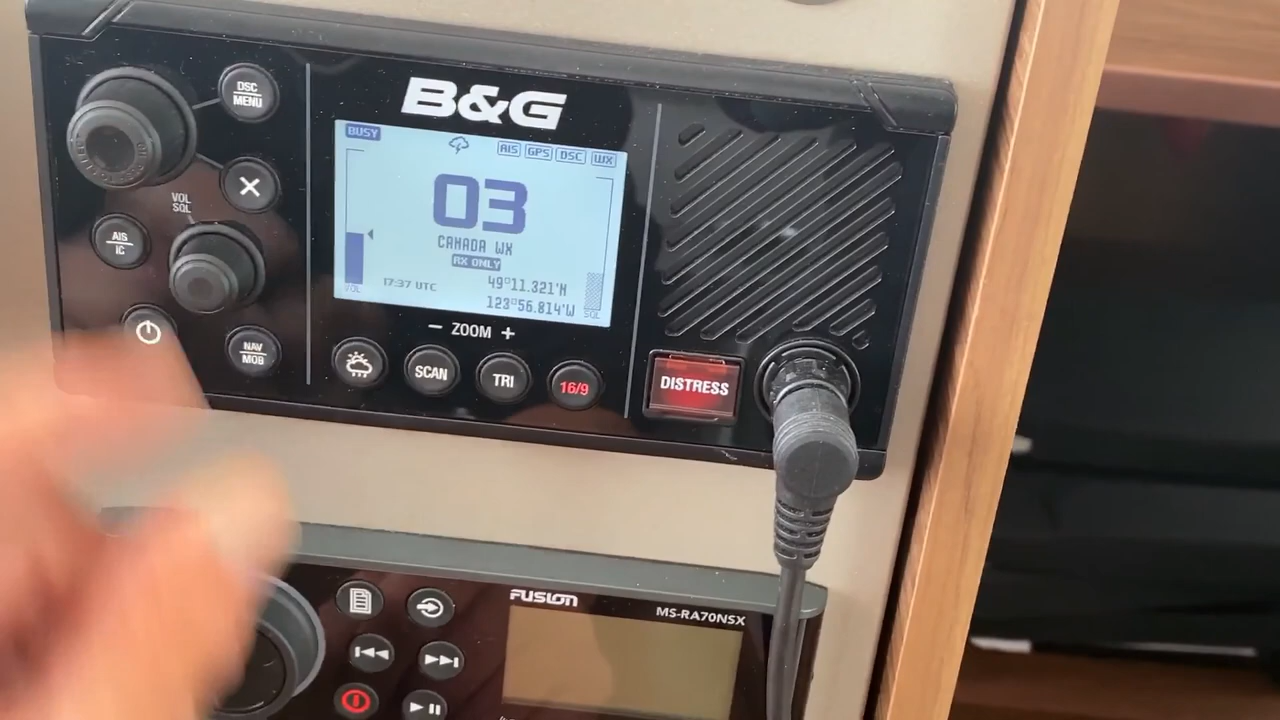 DSC
MENU
B&G
BUSY
AIS GPS DSC WX
03
CANADA WX
RX ONLY
17:37 UTC
49°11.321'N
123°56.814'W
VOL
SQL
VOL
SQL
AIS
IC
NAV
MOB
- ZOOM +
SCAN
TRI
16/9
DISTRESS
FUSION
MS-RA70NSX